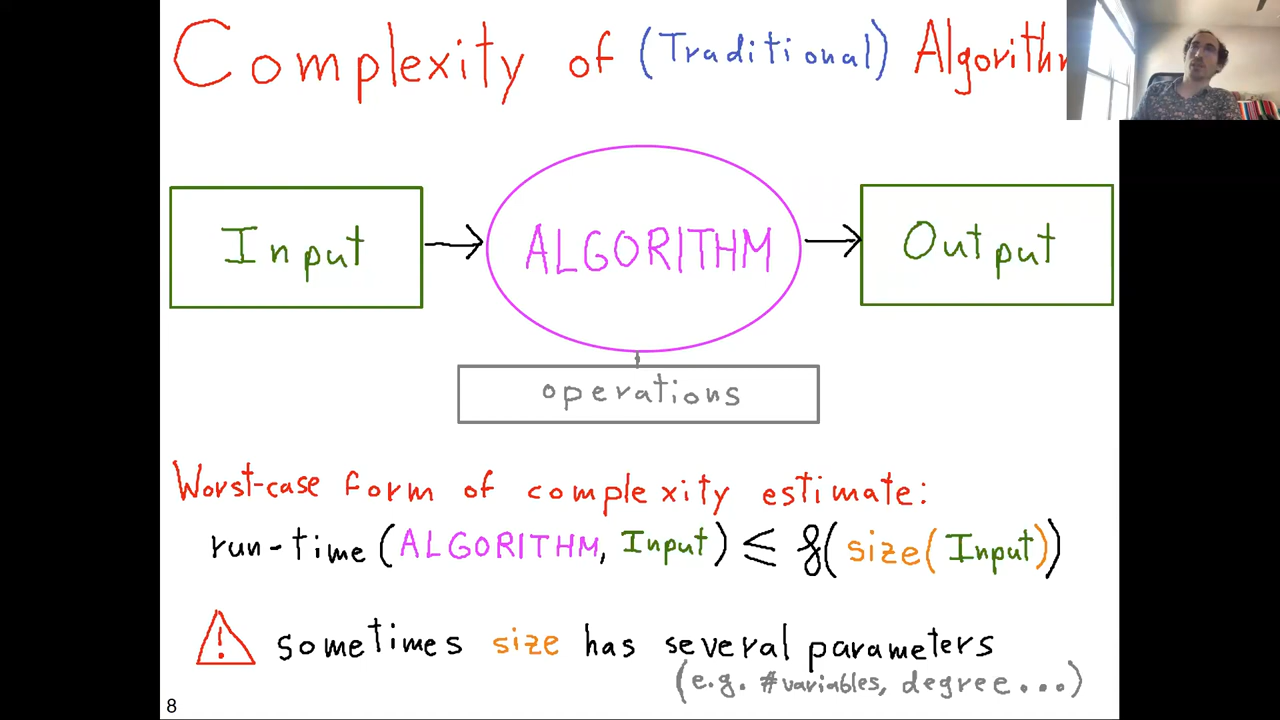 Complexity of (Traditional) Algorith
Input
ALGORITHM
Output
operations
Worst-case form of complexity estimate:
run-time (ALGORITHM, Input) ≤ f(size(Input))
! sometimes size has several parameters
(e.g. #variables, degree...)
8